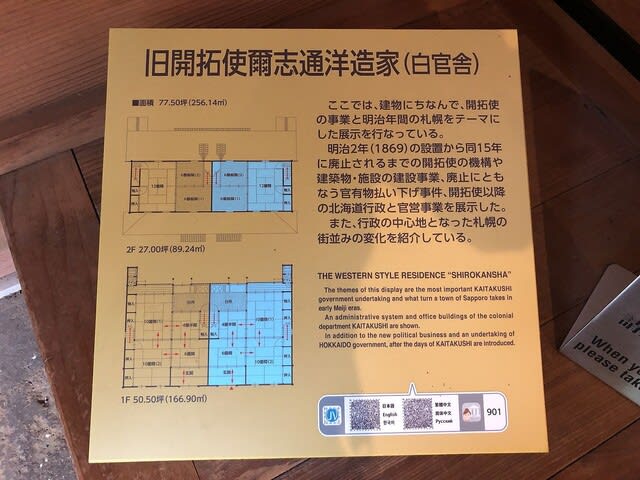 旧開拓使爾志通洋造家（白官舎）
■面積 77.50坪（256.14㎡）
2F 27.00坪（89.24㎡）
1F 50.50坪（166.90㎡）
ここでは、建物にちなんで、開拓使
の事業と明治年間の札幌をテーマに
した展示を行なっている。
明治2年（1869）の設置から同15年
に廃止されるまでの開拓使の機構や
建築物・施設の建設事業、廃止にとも
なう官有物払い下げ事件、開拓使以降
の北海道行政と官営事業を展示した。
また、行政の中心地となった札幌の
街並みの変化を紹介している。
THE WESTERN STYLE RESIDENCE "SHIROKANSHA"
The themes of this display are the most important KAITAKUSHI
government undertaking and what turn a town of Sapporo takes in
early Meiji eras.
An administrative system and office buildings of the colonial
department KAITAKUSHI are shown.
In addition to the new political business and an undertaking of
HOKKAIDO government, after the days of KAITAKUSHI are introduced.
日本語
English
한국어
繁體中文
简体中文
Русский
901
When you
please tak